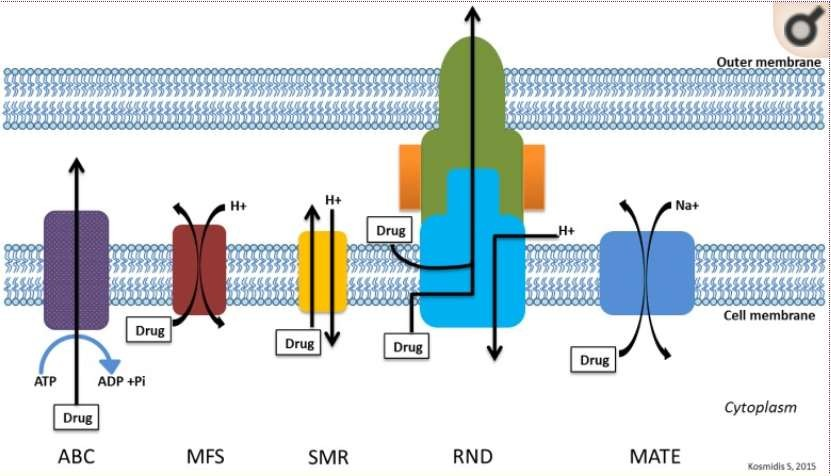 Outer membrane
H+
H+
Drug
H+
Na+
Cell membrane
Drug
Drug
Drug
Drug
ATP
ADP +Pi
Drug
Cytoplasm
ABC
MFS
SMR
RND
MATE
Kosmidis S, 2015